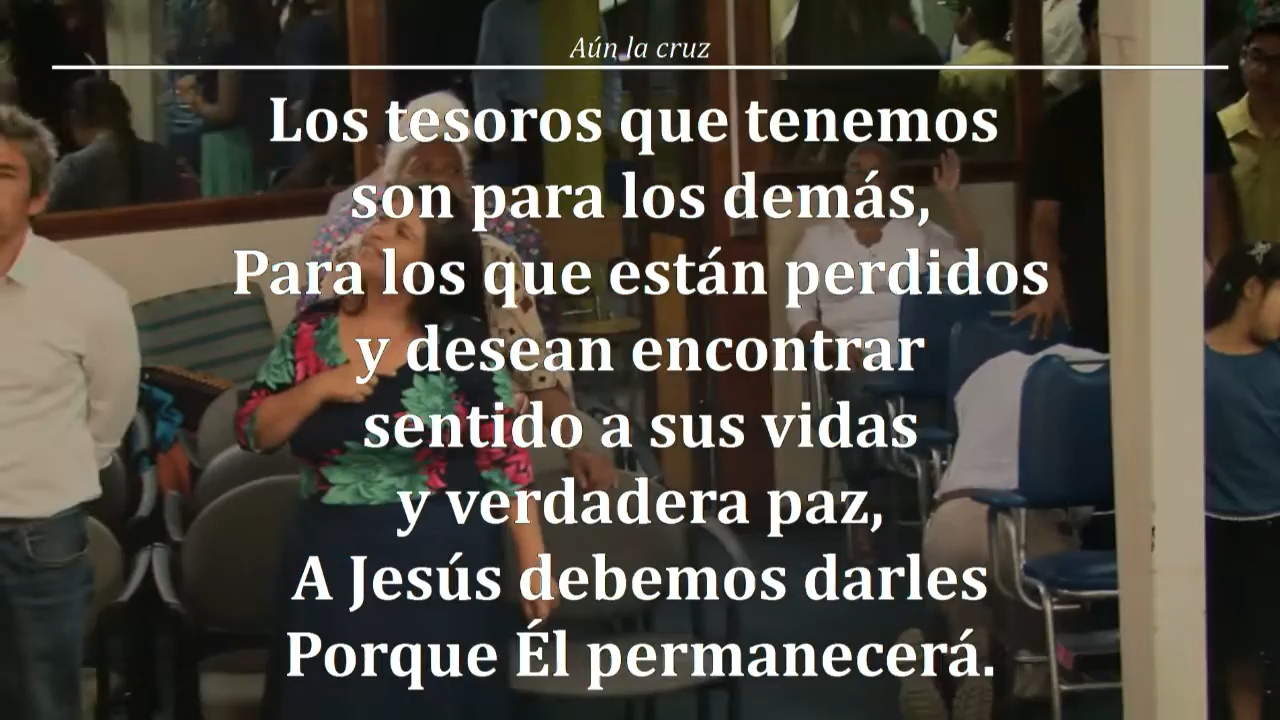 Aún la cruz
Los tesoros que tenemos
son para los demás,
Para los que están perdidos
y desean encontrar
sentido a sus vidas
y verdadera paz,
A Jesús debemos darles
Porque Él permanecerá.